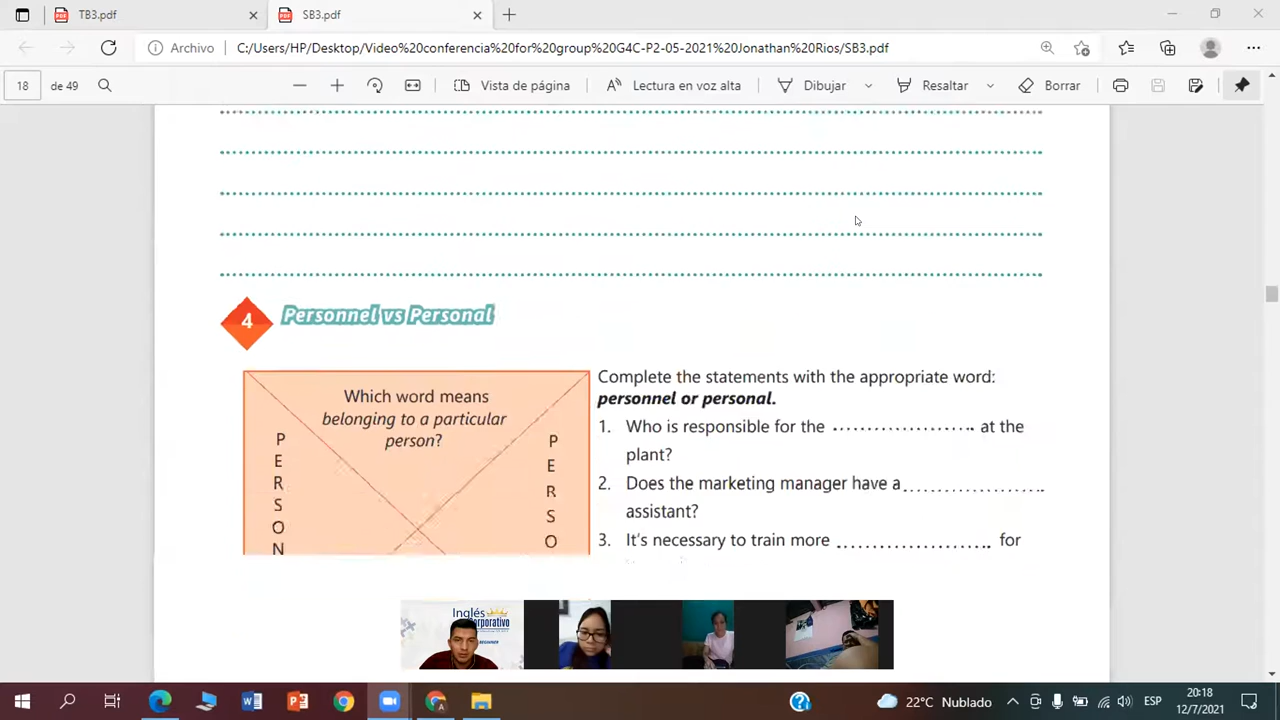 TB3.pdf
SB3.pdf
Archivo
C:/Users/HP/Desktop/Video%20conferencia%20for%20group%20G4C-P2-05-2021%20Jonathan%20Rios/SB3.pdf
18 de 49
Vista de página
Lectura en voz alta
Dibujar
Resaltar
Borrar
4
Personnel vs Personal
Which word means
belonging to a particular
person?
P
E
R
S
O
N
P
E
R
S
O
Complete the statements with the appropriate word:
personnel or personal.
1. Who is responsible for the ..................... at the
plant?
2. Does the marketing manager have a .....................
assistant?
3. It's necessary to train more ..................... for
Inglés
Corporativo
ESP
22°C Nublado
20:18
12/7/2021